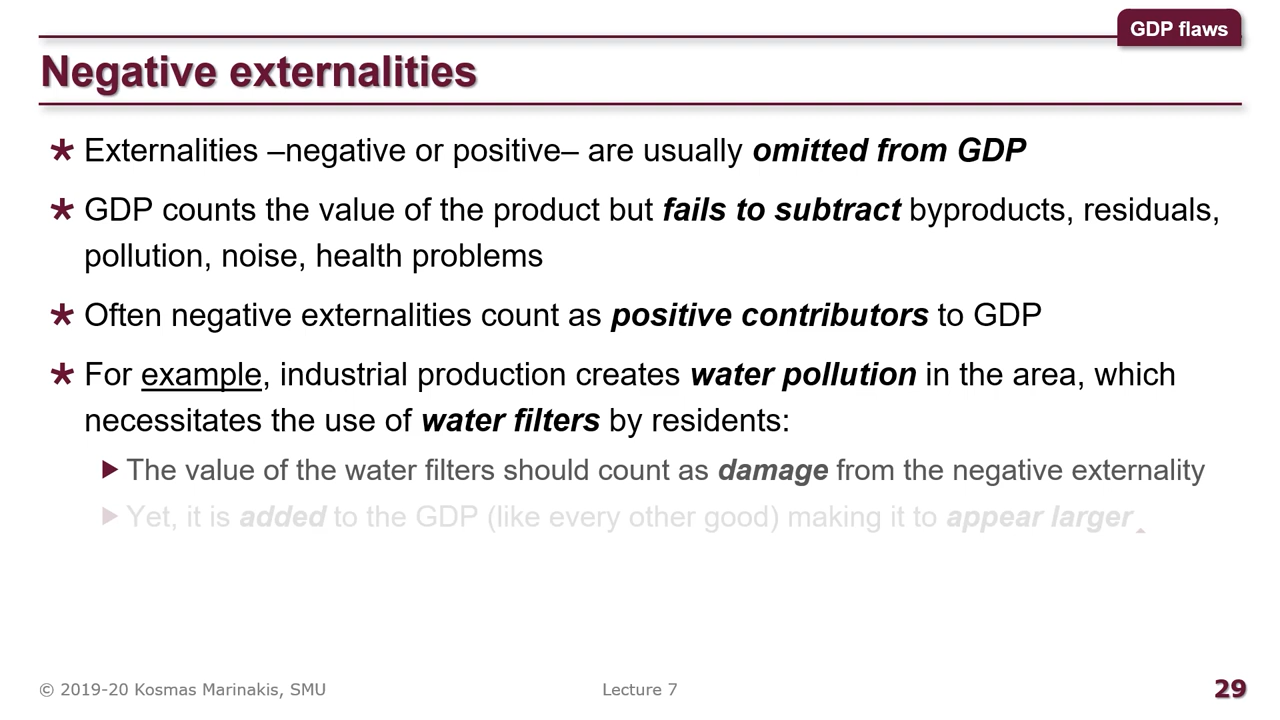 GDP flaws
Negative externalities
* Externalities –negative or positive– are usually omitted from GDP
* GDP counts the value of the product but fails to subtract byproducts, residuals,
pollution, noise, health problems
* Often negative externalities count as positive contributors to GDP
* For example, industrial production creates water pollution in the area, which
necessitates the use of water filters by residents:
▶ The value of the water filters should count as damage from the negative externality
▶ Yet, it is added to the GDP (like every other good) making it to appear larger
© 2019-20 Kosmas Marinakis, SMU
Lecture 7
29